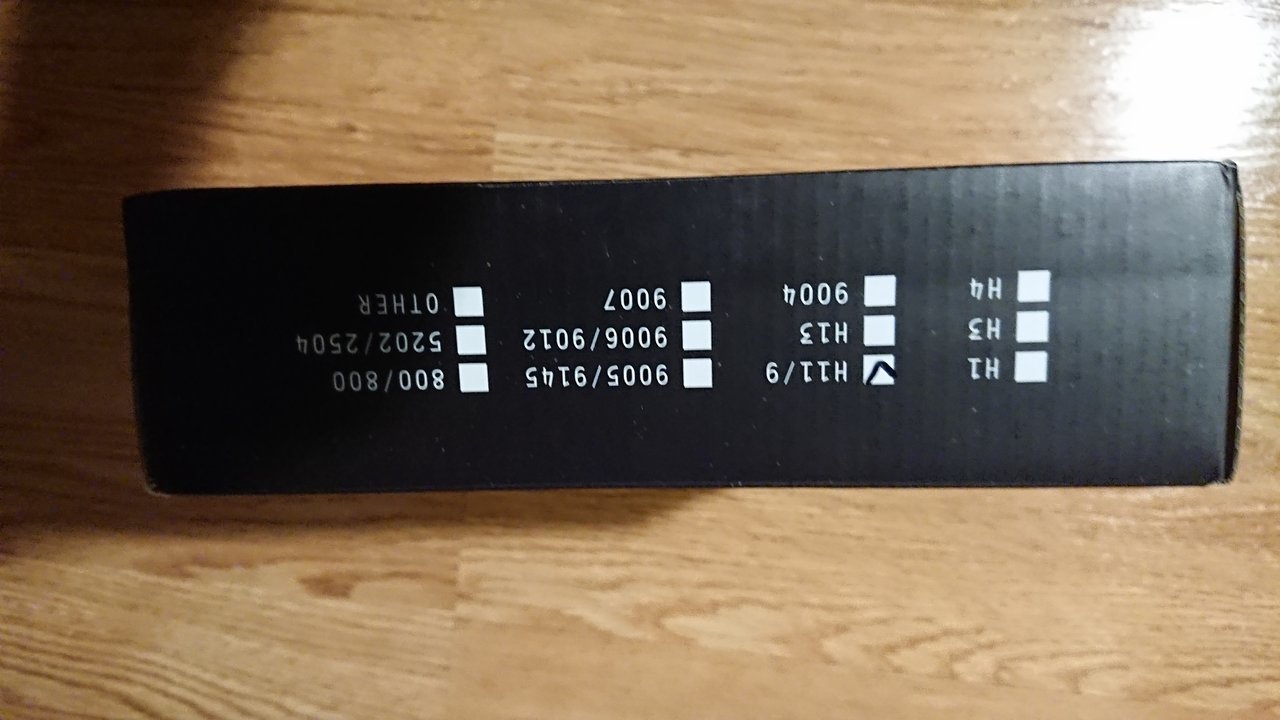 H1 H11/9 9005/9145 800/800
H3 H13 9006/9012 5202/2504
H4 9004 9007 OTHER